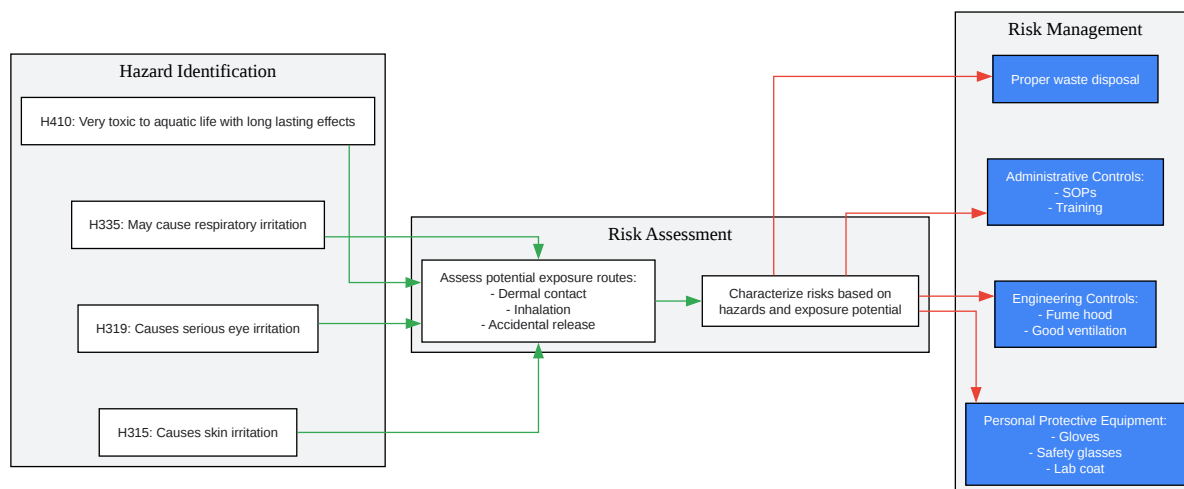 Hazard Identification
H410: Very toxic to aquatic life with long lasting effects
H335: May cause respiratory irritation
H319: Causes serious eye irritation
H315: Causes skin irritation
Risk Assessment
Assess potential exposure routes:
- Dermal contact
- Inhalation
- Accidental release
Characterize risks based on
hazards and exposure potential
Risk Management
Proper waste disposal
Administrative Controls:
- SOPs
- Training
Engineering Controls:
- Fume hood
- Good ventilation
Personal Protective Equipment:
- Gloves
- Safety glasses
- Lab coat